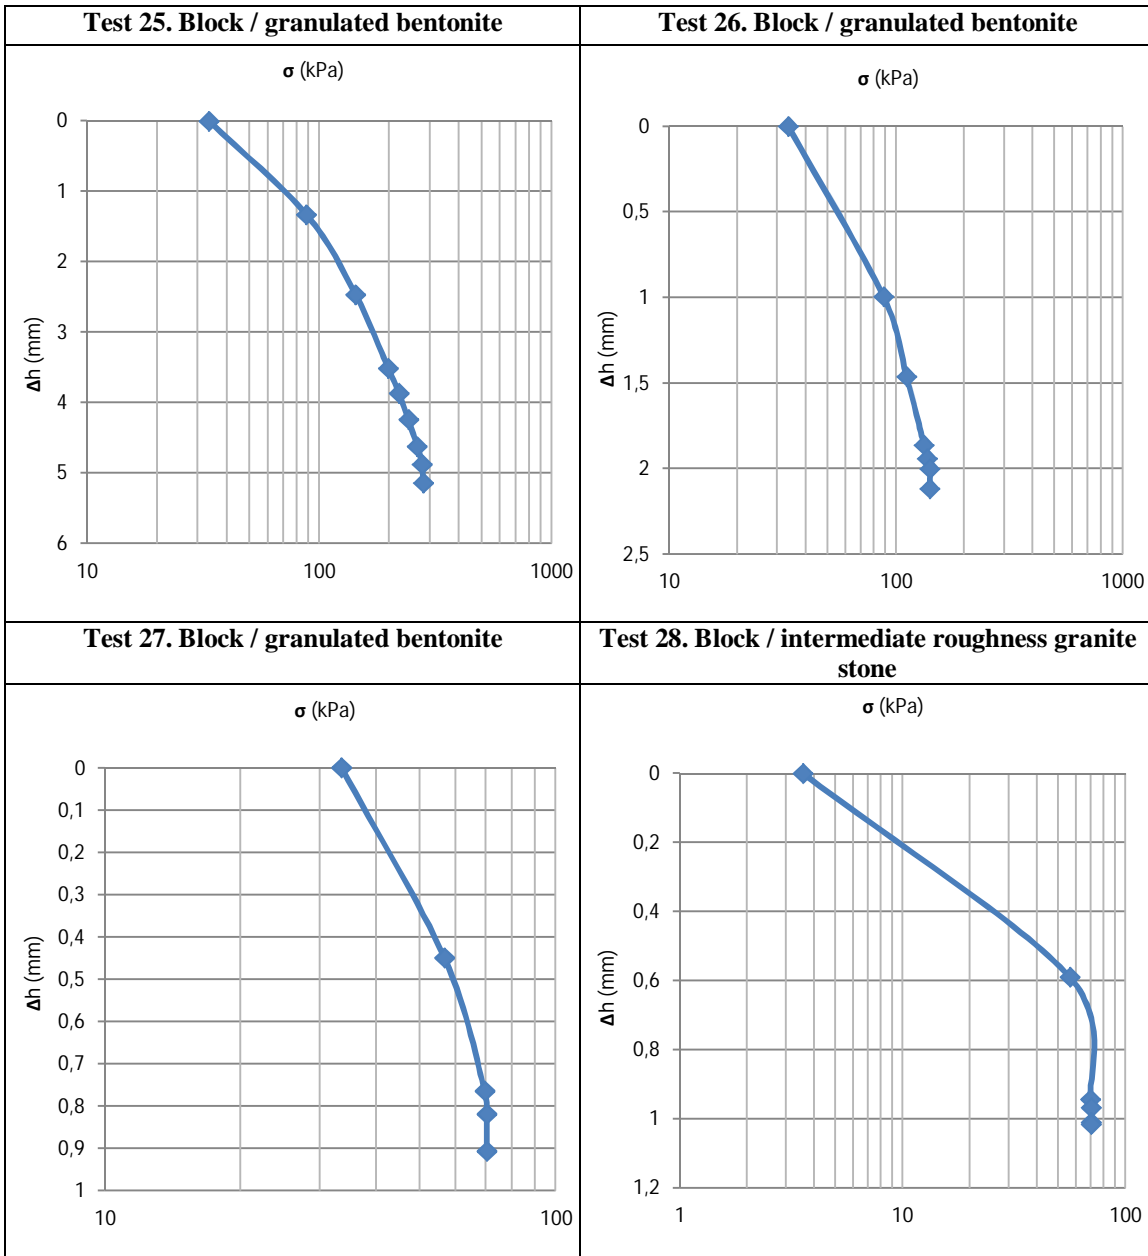 Test 25. Block / granulated bentonite
σ (kPa)
0
1
2
3
4
5
6
Δh (mm)
10 100 1000
Test 26. Block / granulated bentonite
σ (kPa)
0
0,5
1
1,5
2
2,5
Δh (mm)
10 100 1000
Test 27. Block / granulated bentonite
σ (kPa)
0
0,1
0,2
0,3
0,4
0,5
0,6
0,7
0,8
0,9
1
Δh (mm)
10 100
Test 28. Block / intermediate roughness granite
stone
σ (kPa)
0
0,2
0,4
0,6
0,8
1
1,2
Δh (mm)
1 10 100